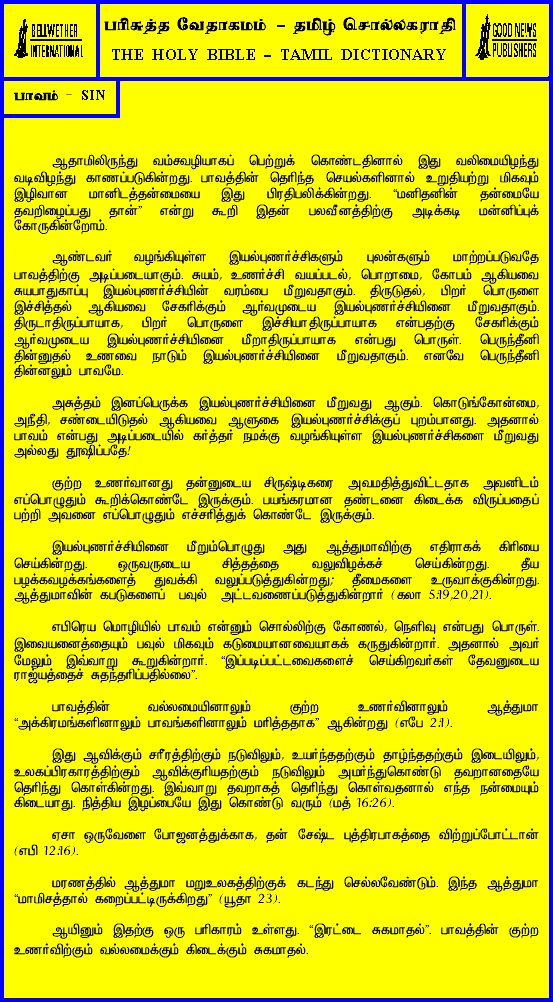 BELLWETHER
INTERNATIONAL
பரிசுத்த வேதாகமம் - தமிழ் சொல்லகராதி
THE HOLY BIBLE - TAMIL DICTIONARY
GOOD NEWS
PUBLISHERS
பாவம் - SIN
ஆதாமிலிருந்து வம்சவழியாகப் பெற்றுக் கொண்டதினால் இது வலிமையிழந்து
வடிவிழந்து காணப்படுகின்றது. பாவத்தின் தெரிந்த செயல்களினால் உறுதியற்று மிகவும்
இழிவான மானிடத்தன்மையை இது பிரதிபலிக்கின்றது. “மனிதனின் தன்மையே
தவறிழைப்பது தான்” என்று கூறி இதன் பலவீனத்திற்கு அடிக்கடி மன்னிப்புக்
கோருகின்றோம்.
ஆண்டவர் வழங்கியுள்ள இயல்புணர்ச்சிகளும் புலன்களும் மாற்றப்படுவதே
பாவத்திற்கு அடிப்படையாகும். சுயம், உணர்ச்சி வயப்படல், பொறாமை, கோபம் ஆகியவை
சுயபாதுகாப்பு இயல்புணர்ச்சியின் வரம்பை மீறுவதாகும். திருடுதல், பிறர் பொருளை
இச்சித்தல் ஆகியவை சேகரிக்கும் ஆர்வமுடைய இயல்புணர்ச்சியினை மீறுவதாகும்.
திருடாதிருப்பாயாக, பிறர் பொருளை இச்சியாதிருப்பாயாக என்பதற்கு சேகரிக்கும்
ஆர்வமுடைய இயல்புணர்ச்சியினை மீறாதிருப்பாயாக என்பது பொருள். பெருந்தீனி
தின்னுதல் உணவை நாடும் இயல்புணர்ச்சியினை மீறுவதாகும். எனவே பெருந்தீனி
தின்னலும் பாவமே.
அசுத்தம் இனப்பெருக்க இயல்புணர்ச்சியினை மீறுவது ஆகும். கொடுங்கோன்மை,
அநீதி, சண்டையிடுதல் ஆகியவை ஆளுகை இயல்புணர்ச்சிக்குப் புறம்பானது. அதனால்
பாவம் என்பது அடிப்படையில் கர்த்தர் நமக்கு வழங்கியுள்ள இயல்புணர்ச்சிகளை மீறுவது
அல்லது தூஷிப்பதே!
குற்ற உணர்வானது தன்னுடைய சிருஷ்டிகரை அவமதித்துவிட்டதாக அவனிடம்
எப்பொழுதும் கூறிக்கொண்டே இருக்கும். பயங்கரமான தண்டனை கிடைக்க விருப்பதைப்
பற்றி அவனை எப்பொழுதும் எச்சரித்துக் கொண்டே இருக்கும்.
இயல்புணர்ச்சியினை மீறும்பொழுது அது ஆத்துமாவிற்கு எதிராகக் கிரியை
செய்கின்றது. ஒருவருடைய சித்தத்தை வலுவிழக்கச் செய்கின்றது. தீய
பழக்கவழக்கங்களைத் துவக்கி வலுப்படுத்துகின்றது; தீமைகளை உருவாக்குகின்றது.
ஆத்துமாவின் கபடுகளைப் பவுல் அட்டவணைப்படுத்துகின்றார் (கலா 5:19,20,21).
எபிரெய மொழியில் பாவம் என்னும் சொல்லிற்கு கோணல், நெளிவு என்பது பொருள்.
இவையனைத்தையும் பவுல் மிகவும் கடுமையானவையாகக் கருதுகின்றார். அதனால் அவர்
மேலும் இவ்வாறு கூறுகின்றார். “இப்படிப்பட்டவைகளைச் செய்கிறவர்கள் தேவனுடைய
ராஜ்யத்தைச் சுதந்தரிப்பதில்லை”.
பாவத்தின் வல்லமையினாலும் குற்ற உணர்வினாலும் ஆத்துமா
“அக்கிரமங்களினாலும் பாவங்களினாலும் மரித்ததாக” ஆகின்றது (எபே 2:1).
இது ஆவிக்கும் சரீரத்திற்கும் நடுவிலும், உயர்ந்ததற்கும் தாழ்ந்ததற்கும் இடையிலும்,
உலகப்பிரகாரத்திற்கும் ஆவிக்குரியதற்கும் நடுவிலும் அமர்ந்துகொண்டு தவறானதையே
தெரிந்து கொள்கின்றது. இவ்வாறு தவறாகத் தெரிந்து கொள்வதனால் எந்த நன்மையும்
கிடையாது. நித்திய இழப்பையே இது கொண்டு வரும் (மத் 16:26).
ஏசா ஒருவேளை போஜனத்துக்காக, தன் சேஷ்ட புத்திரபாகத்தை விற்றுப்போட்டான்
(எபி 12:16).
மரணத்தில் ஆத்துமா மறுஉலகத்திற்குக் கடந்து செல்லவேண்டும். இந்த ஆத்துமா
“மாமிசத்தால் கறைப்பட்டிருக்கிறது” (யூதா 23).
ஆயினும் இதற்கு ஒரு பரிகாரம் உள்ளது. “இரட்டை சுகமாதல்”. பாவத்தின் குற்ற
உணர்விற்கும் வல்லமைக்கும் கிடைக்கும் சுகமாதல்.